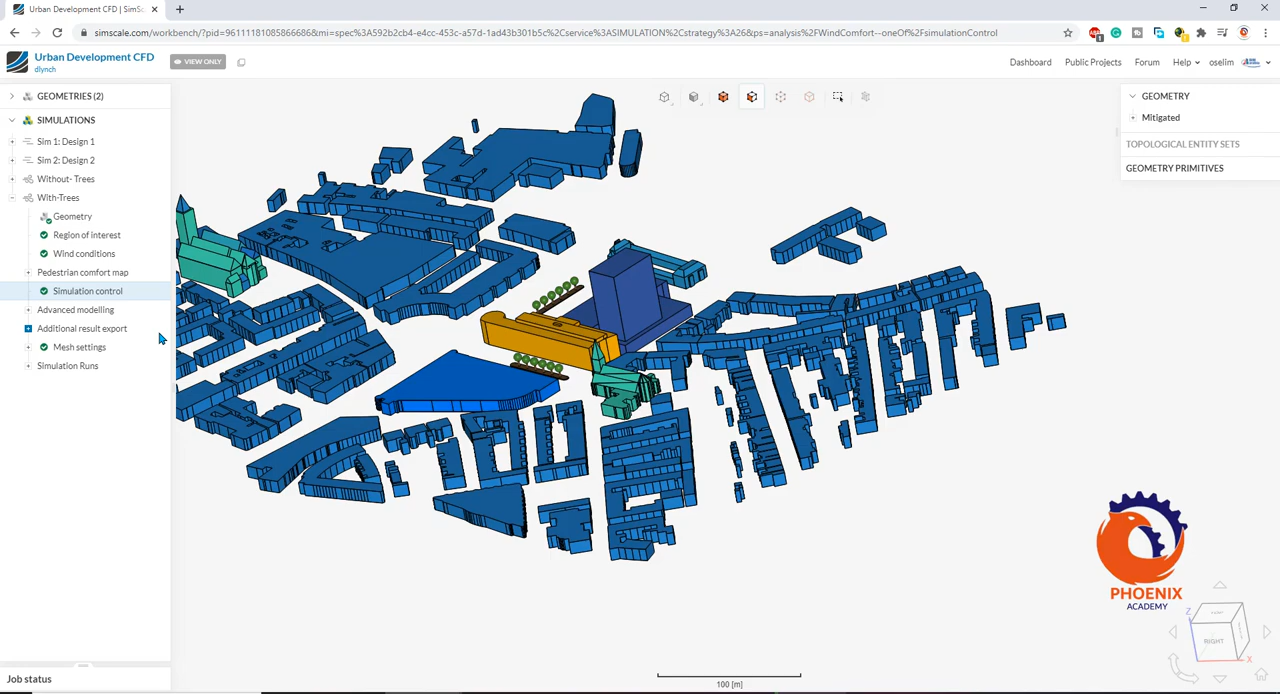 Urban Development CFD | SimSc
simscale.com/workbench/?pid=961111181085866686&mi=spec%3A592b2cb4-e4cc-453c-a57d-1ad43b301b5c%2Cservice%3ASIMULATION%2Cstrategy%3A26&ps=analysis%2FWindComfort--oneOf%2FsimulationControl
Urban Development CFD
dlynch
VIEW ONLY
Dashboard
Public Projects
Forum
Help
oselim
GEOMETRIES (2)
SIMULATIONS
Sim 1: Design 1
Sim 2: Design 2
Without- Trees
With-Trees
Geometry
Region of interest
Wind conditions
Pedestrian comfort map
Simulation control
Advanced modelling
Additional result export
Mesh settings
Simulation Runs
Job status
GEOMETRY
Mitigated
TOPOLOGICAL ENTITY SETS
GEOMETRY PRIMITIVES
PHOENIX
ACADEMY
Z
RIGHT
X
100 [m]